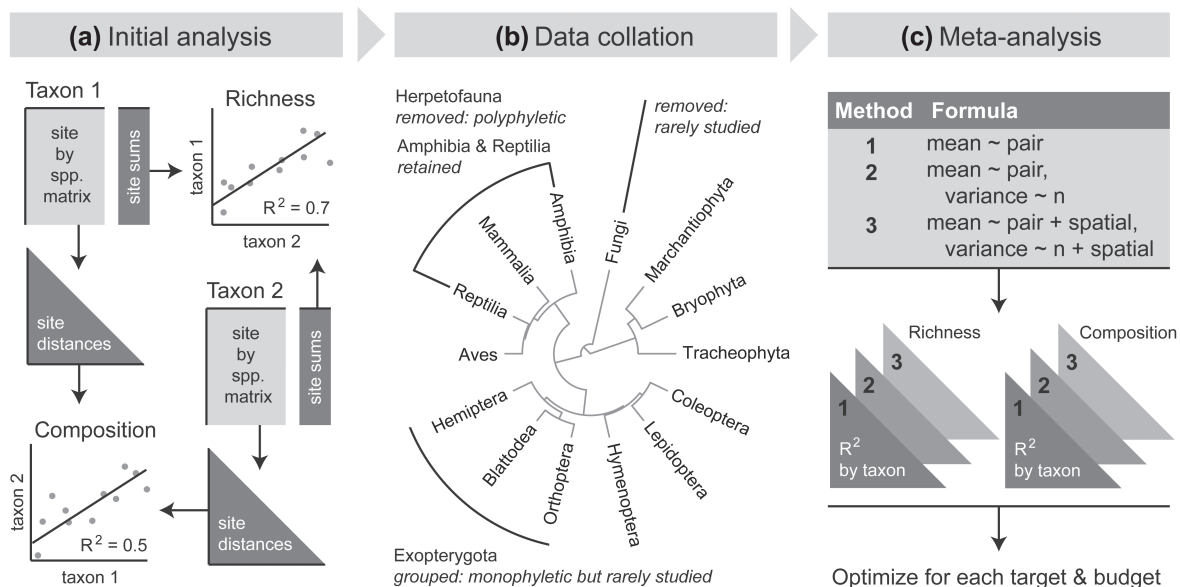 (a) Initial analysis
Taxon 1
site
by
spp.
matrix
site sums
Richness
taxon 1
R² = 0.7
taxon 2
site
distances
Taxon 2
site
by
spp.
matrix
site sums
Composition
taxon 2
R² = 0.5
taxon 1
site
distances
(b) Data collation
Herpetofauna
removed: polyphyletic
Amphibia & Reptilia
retained
removed:
rarely studied
Fungi
Marchantiophyta
Bryophyta
Tracheophyta
Coleoptera
Lepidoptera
Hymenoptera
Orthoptera
Blattodea
Hemiptera
Aves
Reptilia
Mammalia
Amphibia
Exopterygota
grouped: monophyletic but rarely studied
(c) Meta-analysis
Method Formula
1 mean ~ pair
2 mean ~ pair,
variance ~ n
3 mean ~ pair + spatial,
variance ~ n + spatial
Richness
3
2
1
R²
by taxon
Composition
3
2
1
R²
by taxon
Optimize for each target & budget